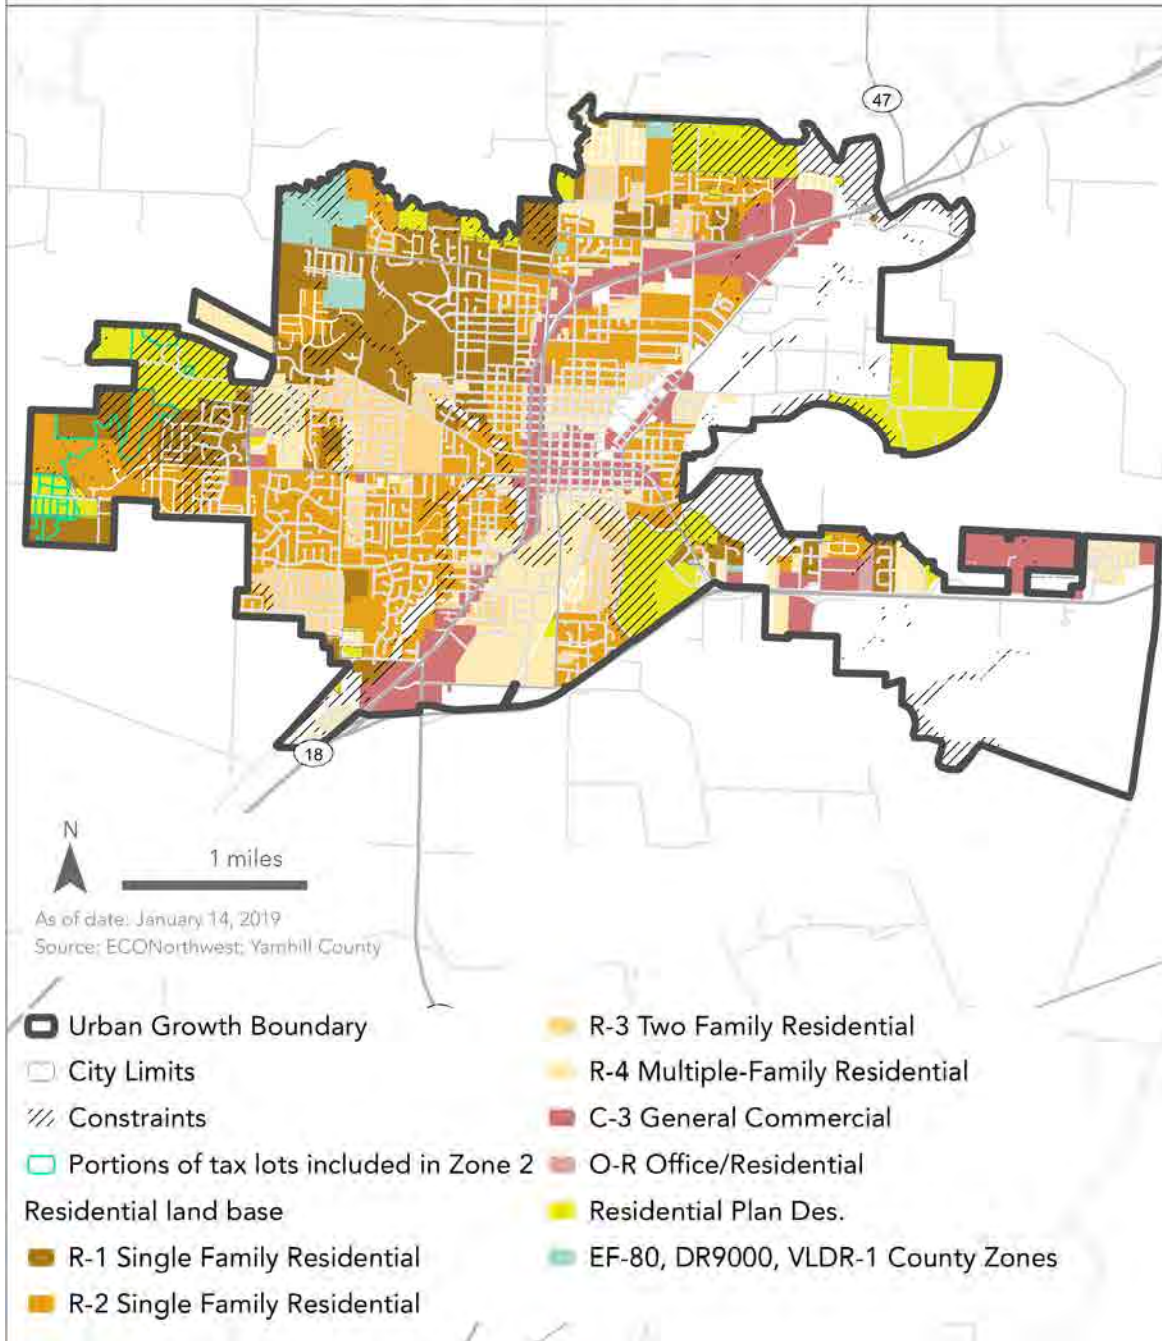 47
18
N
1 miles
As of date: January 14, 2019
Source: ECONorthwest; Yamhill County
Urban Growth Boundary
City Limits
Constraints
Portions of tax lots included in Zone 2
Residential land base
R-1 Single Family Residential
R-2 Single Family Residential
R-3 Two Family Residential
R-4 Multiple-Family Residential
C-3 General Commercial
O-R Office/Residential
Residential Plan Des.
EF-80, DR9000, VLDR-1 County Zones